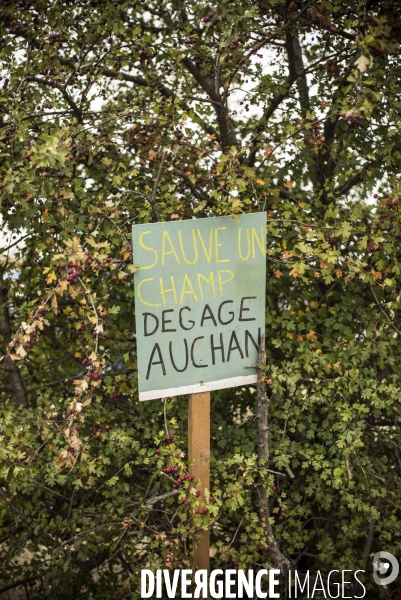 SAUVE UN
CHAMP
DEGAGE
AUCHAN
DIVERGENCE IMAGES